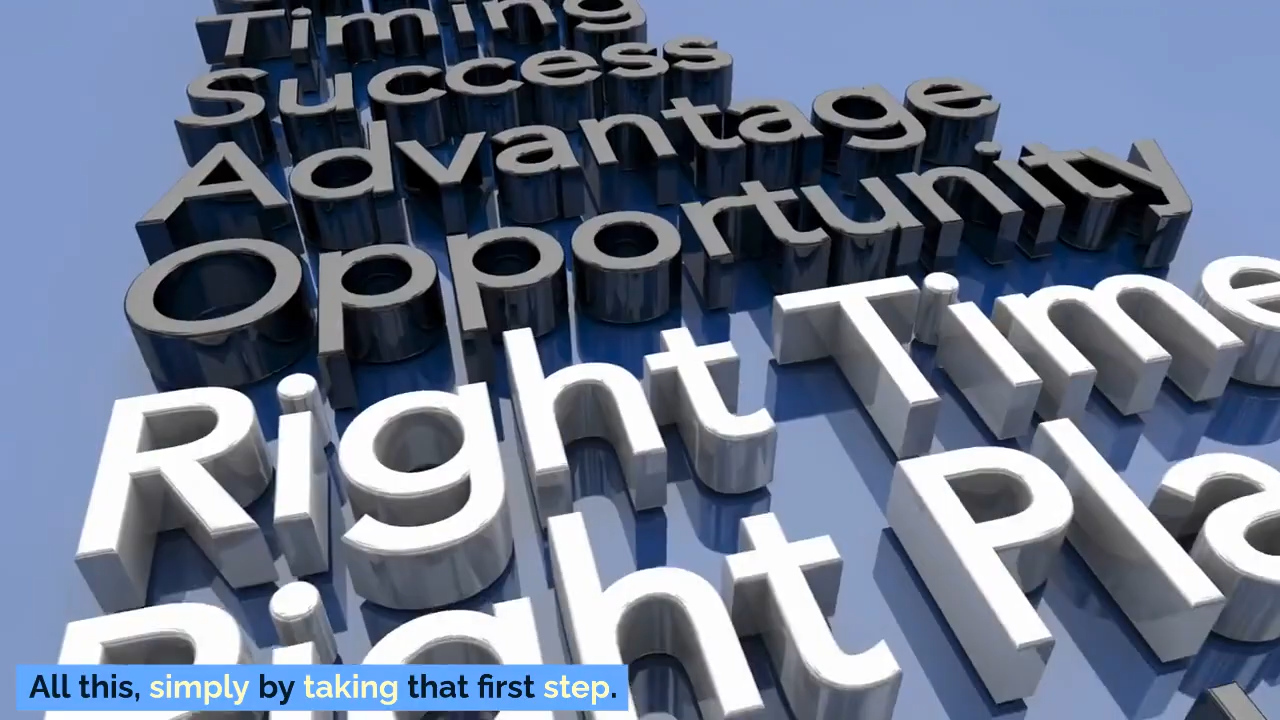 Timing
Success
Advantage
Opportunity
Right Time
Right Pla
All this, simply by taking that first step.